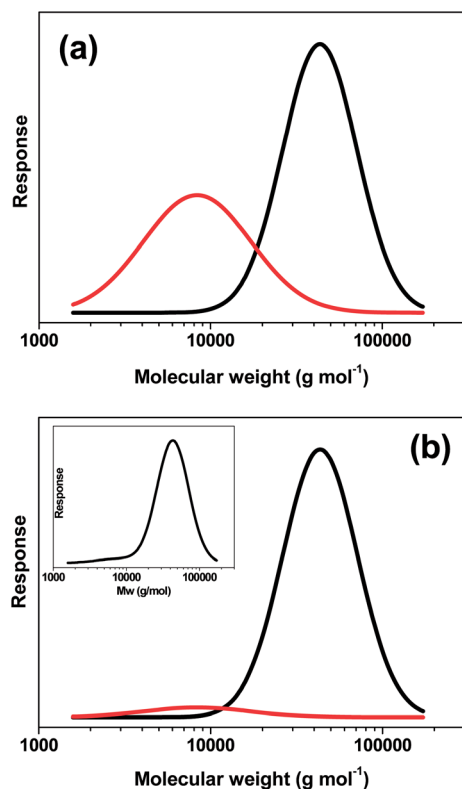 (a)
Response
1000
10000
100000
Molecular weight (g mol⁻¹)
(b)
Response
1000
10000
100000
Mw (g/mol)
Response
1000
10000
100000
Molecular weight (g mol⁻¹)